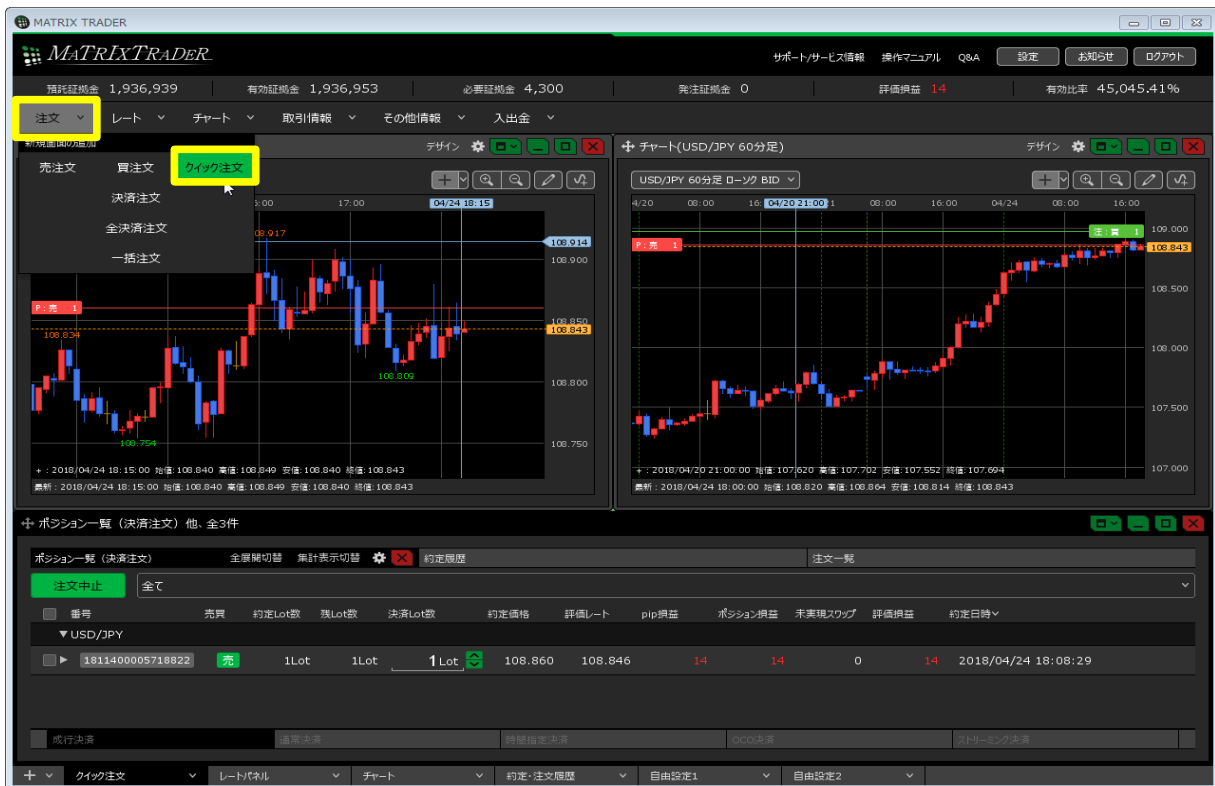 MATRIX TRADER
MATRIXTRADER
サポート/サービス情報 操作マニュアル Q&A 設定 お知らせ ログアウト
預託証拠金 1,936,939 有効証拠金 1,936,953 必要証拠金 4,300 発注証拠金 0 評価損益 14 有効比率 45,045.41%
注文 レート チャート 取引情報 その他情報 入出金
新規画面の追加
売注文 買注文 クイック注文
決済注文
全決済注文
一括注文
デザイン
17:00 04/24 18:15
108.917
108.914
108.900
P:売 1
108.850
108.843
108.834
108.809
108.800
108.754
108.750
+ : 2018/04/24 18:15:00 始値:108.840 高値:108.849 安値:108.840 終値:108.843
最新 : 2018/04/24 18:15:00 始値:108.840 高値:108.849 安値:108.840 終値:108.843
チャート(USD/JPY 60分足) デザイン
USD/JPY 60分足 ローソク BID
4/20 08:00 16: 04/20 21:00 1 08:00 16:00 04/24 08:00 16:00
注:買 1 109.000
P:売 1 108.843
108.500
108.000
107.500
107.000
+ : 2018/04/20 21:00:00 始値:107.620 高値:107.702 安値:107.552 終値:107.694
最新 : 2018/04/24 18:00:00 始値:108.820 高値:108.864 安値:108.814 終値:108.843
ポジション一覧（決済注文）他、全3件
ポジション一覧（決済注文） 全展開切替 集計表示切替 約定履歴 注文一覧
注文中止 全て
番号 売買 約定Lot数 残Lot数 決済Lot数 約定価格 評価レート pip損益 ポジション損益 未実現スワップ 評価損益 約定日時
▼USD/JPY
1811400005718822 売 1Lot 1Lot 1 Lot 108.860 108.846 14 14 0 14 2018/04/24 18:08:29
成行決済 通常決済 時間指定決済 OCO決済 ストリーミング決済
クイック注文 レートパネル チャート 約定・注文履歴 自由設定1 自由設定2